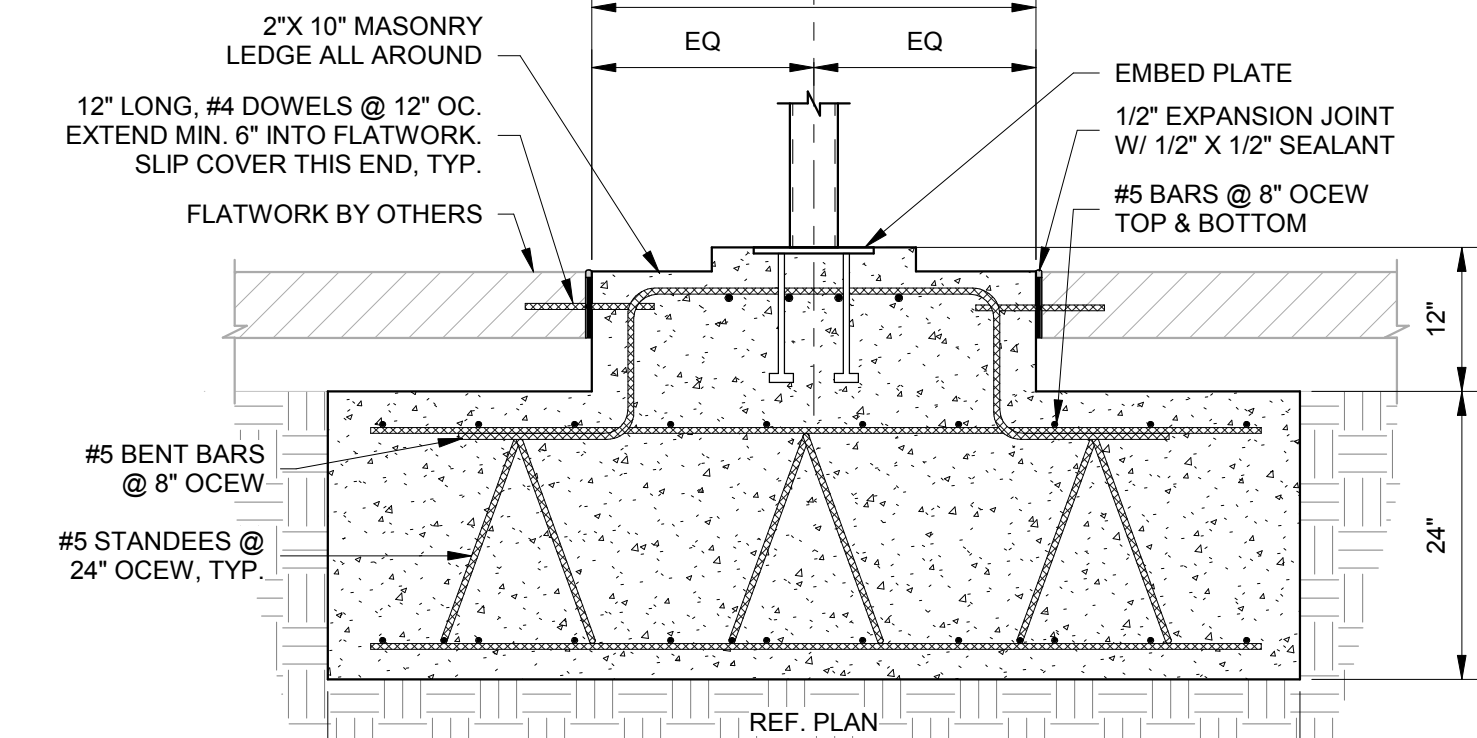 2"X 10" MASONRY
LEDGE ALL AROUND
12" LONG, #4 DOWELS @ 12" OC.
EXTEND MIN. 6" INTO FLATWORK.
SLIP COVER THIS END, TYP.
FLATWORK BY OTHERS
EQ
EQ
EMBED PLATE
1/2" EXPANSION JOINT
W/ 1/2" X 1/2" SEALANT
#5 BARS @ 8" OCEW
TOP & BOTTOM
12"
24"
#5 BENT BARS
@ 8" OCEW
#5 STANDEES @
24" OCEW, TYP.
REF. PLAN